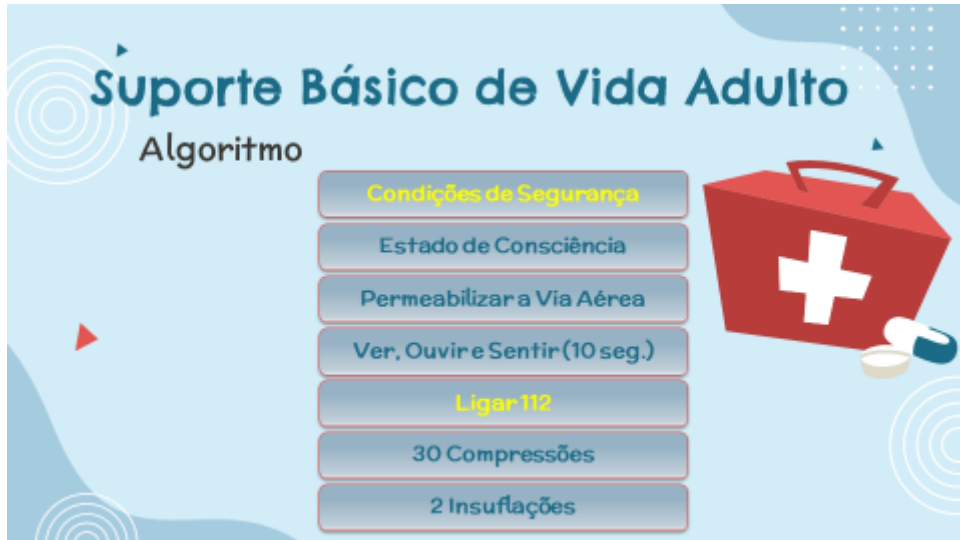 Suporte Básico de Vida Adulto
Algoritmo
Condições de Segurança
Estado de Consciência
Permeabilizar a Via Aérea
Ver, Ouvir e Sentir (10 seg.)
Ligar 112
30 Compressões
2 Insuflações